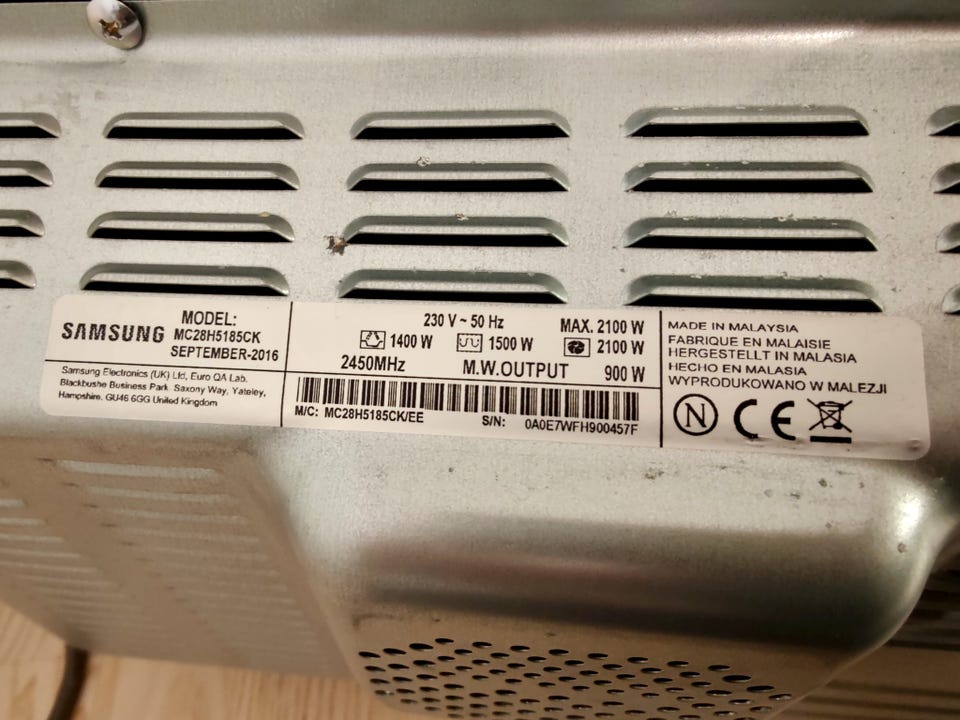 SAMSUNG
MODEL:
MC28H5185CK
SEPTEMBER-2016
Samsung Electronics (UK) Ltd, Euro QA Lab.
Blackbushe Business Park Saxony Way, Yateley,
Hampshire. GU46 6GG United Kingdom
230 V ~ 50 Hz MAX. 2100 W
1400 W 1500 W 2100 W
2450MHz M.W.OUTPUT 900 W
M/C: MC28H5185CK/EE S/N: 0A0E7WFH900457F
MADE IN MALAYSIA
FABRIQUE EN MALAISIE
HERGESTELLT IN MALASIA
HECHO EN MALASIA
WYPRODUKOWANO W MALEZJI
N CE